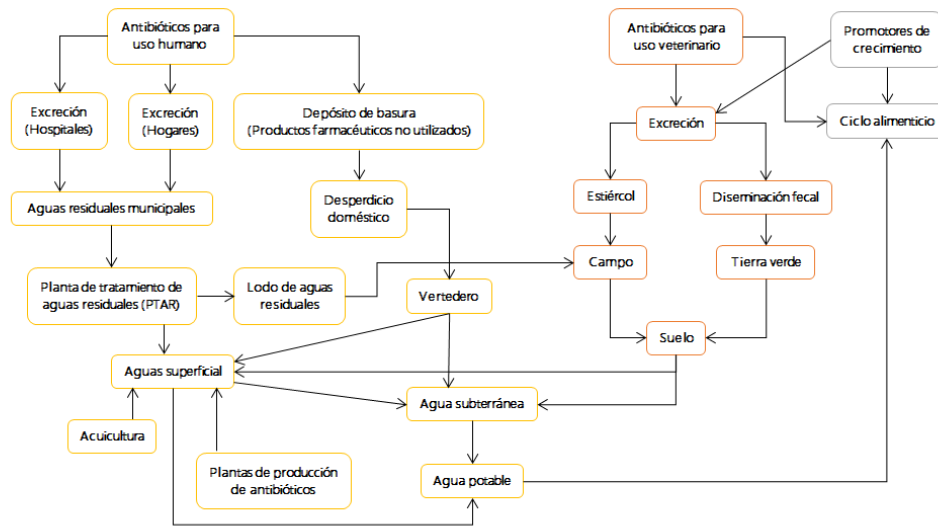 Antibióticos para
uso humano
Antibióticos para
uso veterinario
Promotores de
crecimiento
Excreción
(Hospitales)
Excreción
(Hogares)
Depósito de basura
(Productos farmacéuticos no utilizados)
Excreción
Ciclo alimenticio
Aguas residuales municipales
Desperdicio
doméstico
Estiércol
Diseminación fecal
Planta de tratamiento de
aguas residuales (PTAR)
Lodo de aguas
residuales
Vertedero
Campo
Tierra verde
Suelo
Aguas superficial
Agua subterránea
Acuicultura
Plantas de producción
de antibióticos
Agua potable